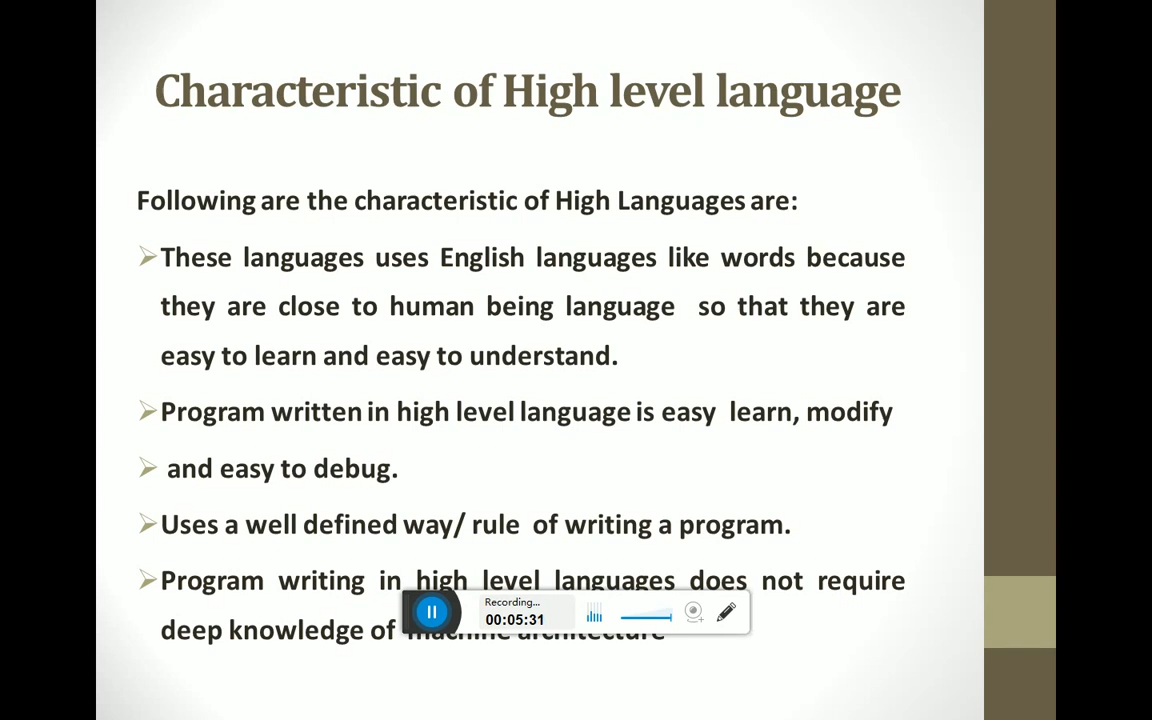 Characteristic of High level language
Following are the characteristic of High Languages are:
These languages uses English languages like words because
they are close to human being language so that they are
easy to learn and easy to understand.
Program written in high level language is easy learn, modify
and easy to debug.
Uses a well defined way/ rule of writing a program.
Program writing in high level languages does not require
deep knowledge of machine architecture
Recording...
00:05:31